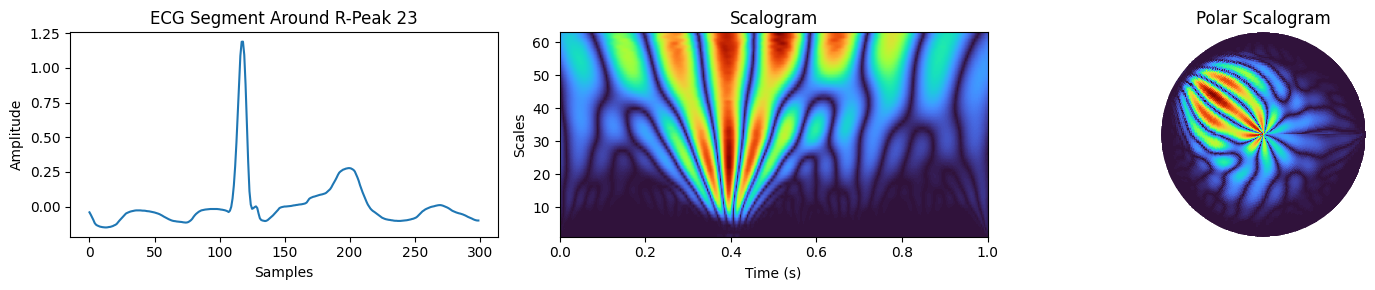 ECG Segment Around R-Peak 23
Amplitude
1.25
1.00
0.75
0.50
0.25
0.00
0 50 100 150 200 250 300
Samples
Scalogram
Scales
60
50
40
30
20
10
0.0 0.2 0.4 0.6 0.8 1.0
Time (s)
Polar Scalogram